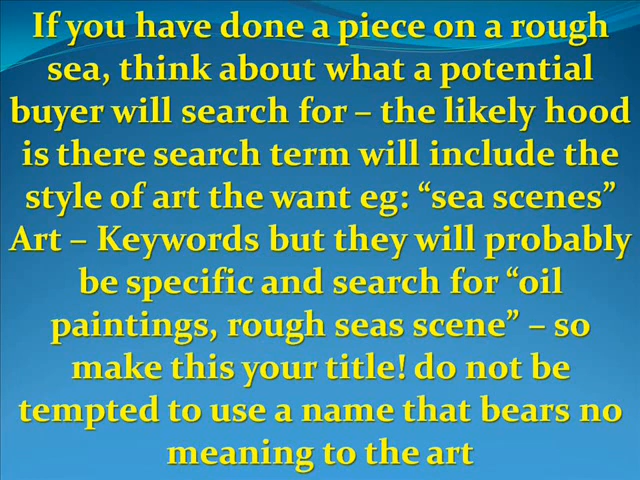 If you have done a piece on a rough
sea, think about what a potential
buyer will search for – the likely hood
is there search term will include the
style of art the want eg: “sea scenes”
Art – Keywords but they will probably
be specific and search for “oil
paintings, rough seas scene” – so
make this your title! do not be
tempted to use a name that bears no
meaning to the art